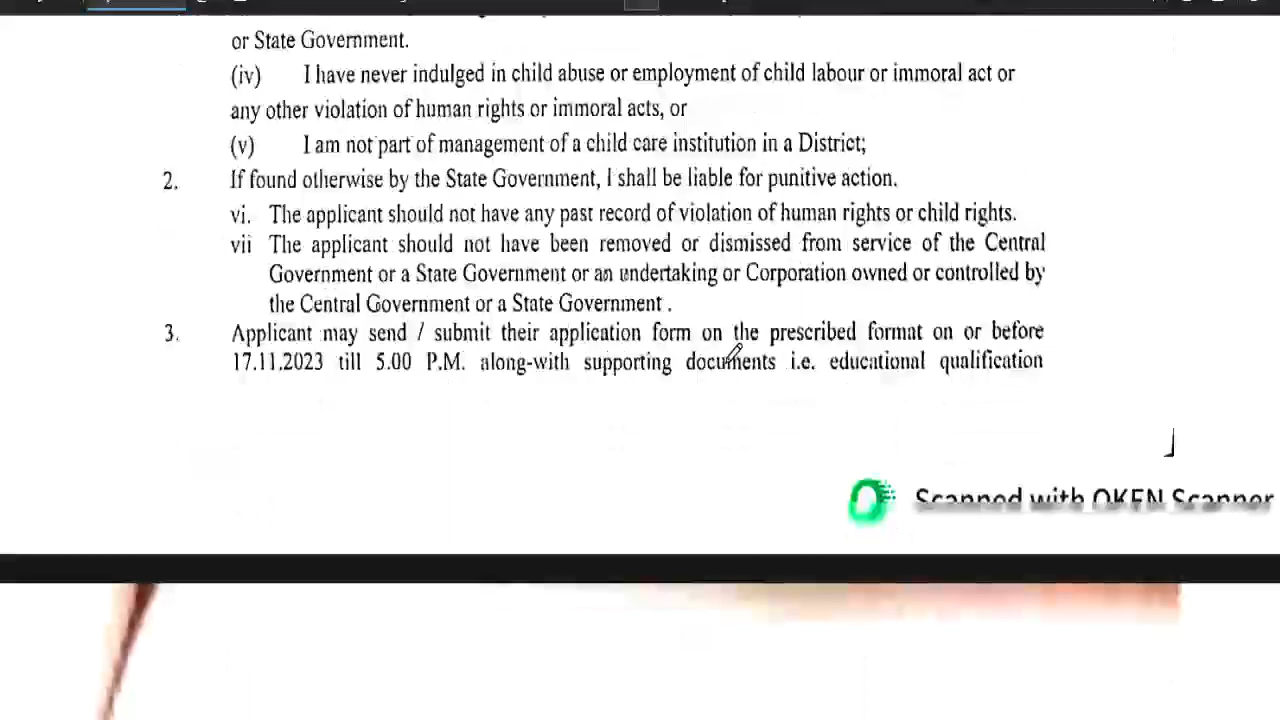 or State Government.
(iv) I have never indulged in child abuse or employment of child labour or immoral act or
any other violation of human rights or immoral acts, or
(v) I am not part of management of a child care institution in a District;
2. If found otherwise by the State Government, I shall be liable for punitive action.
vi. The applicant should not have any past record of violation of human rights or child rights.
vii The applicant should not have been removed or dismissed from service of the Central
Government or a State Government or an undertaking or Corporation owned or controlled by
the Central Government or a State Government .
3. Applicant may send / submit their application form on the prescribed format on or before
17.11.2023 till 5.00 P.M. along-with supporting documents i.e. educational qualification
Scanned with OKEN Scanner